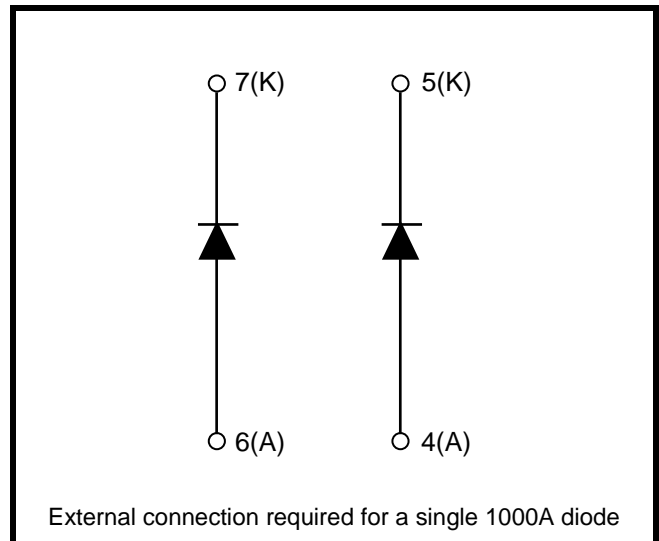 7(K) 5(K)
6(A) 4(A)
External connection required for a single 1000A diode